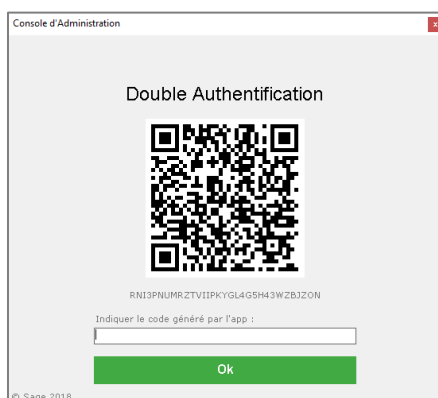 Console d'Administration
x
Double Authentification
RNI3PNUMRZTVIIPKYGL4G5H43WZBJZON
Indiquer le code généré par l'app :
Ok
© Sage 2018